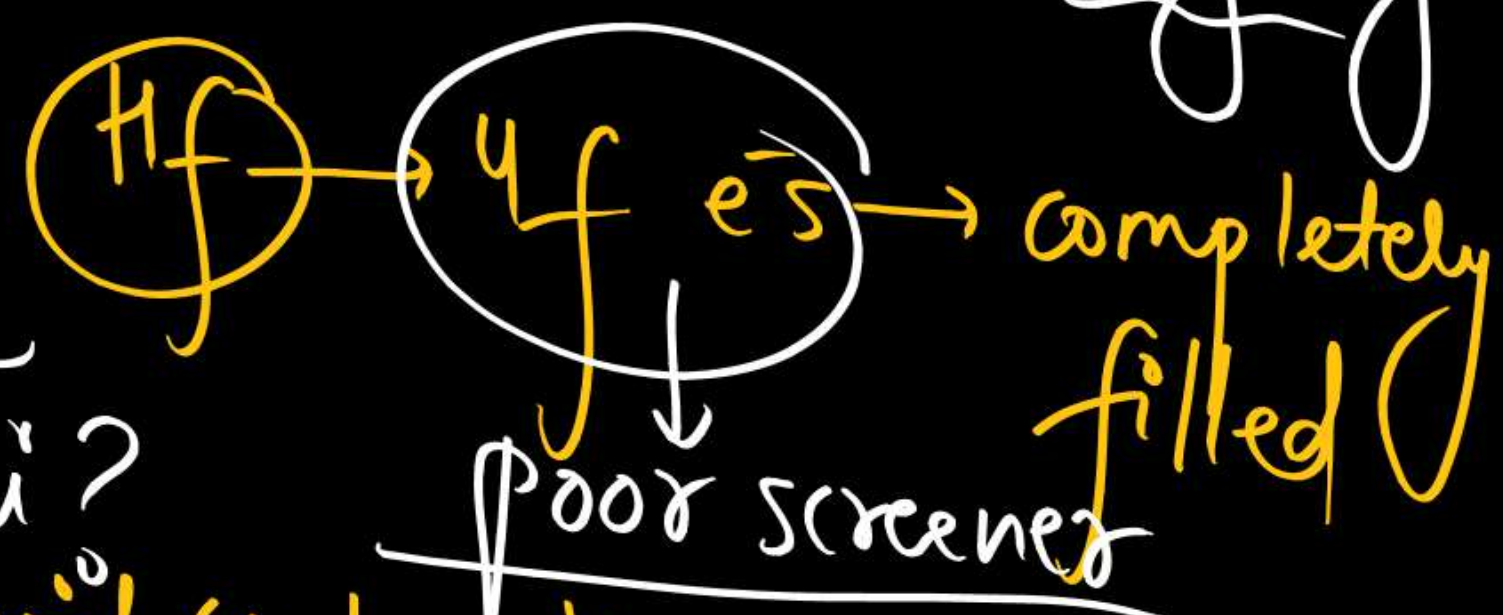 Hf → 4f e⁻s → completely
filled
?
poor screener